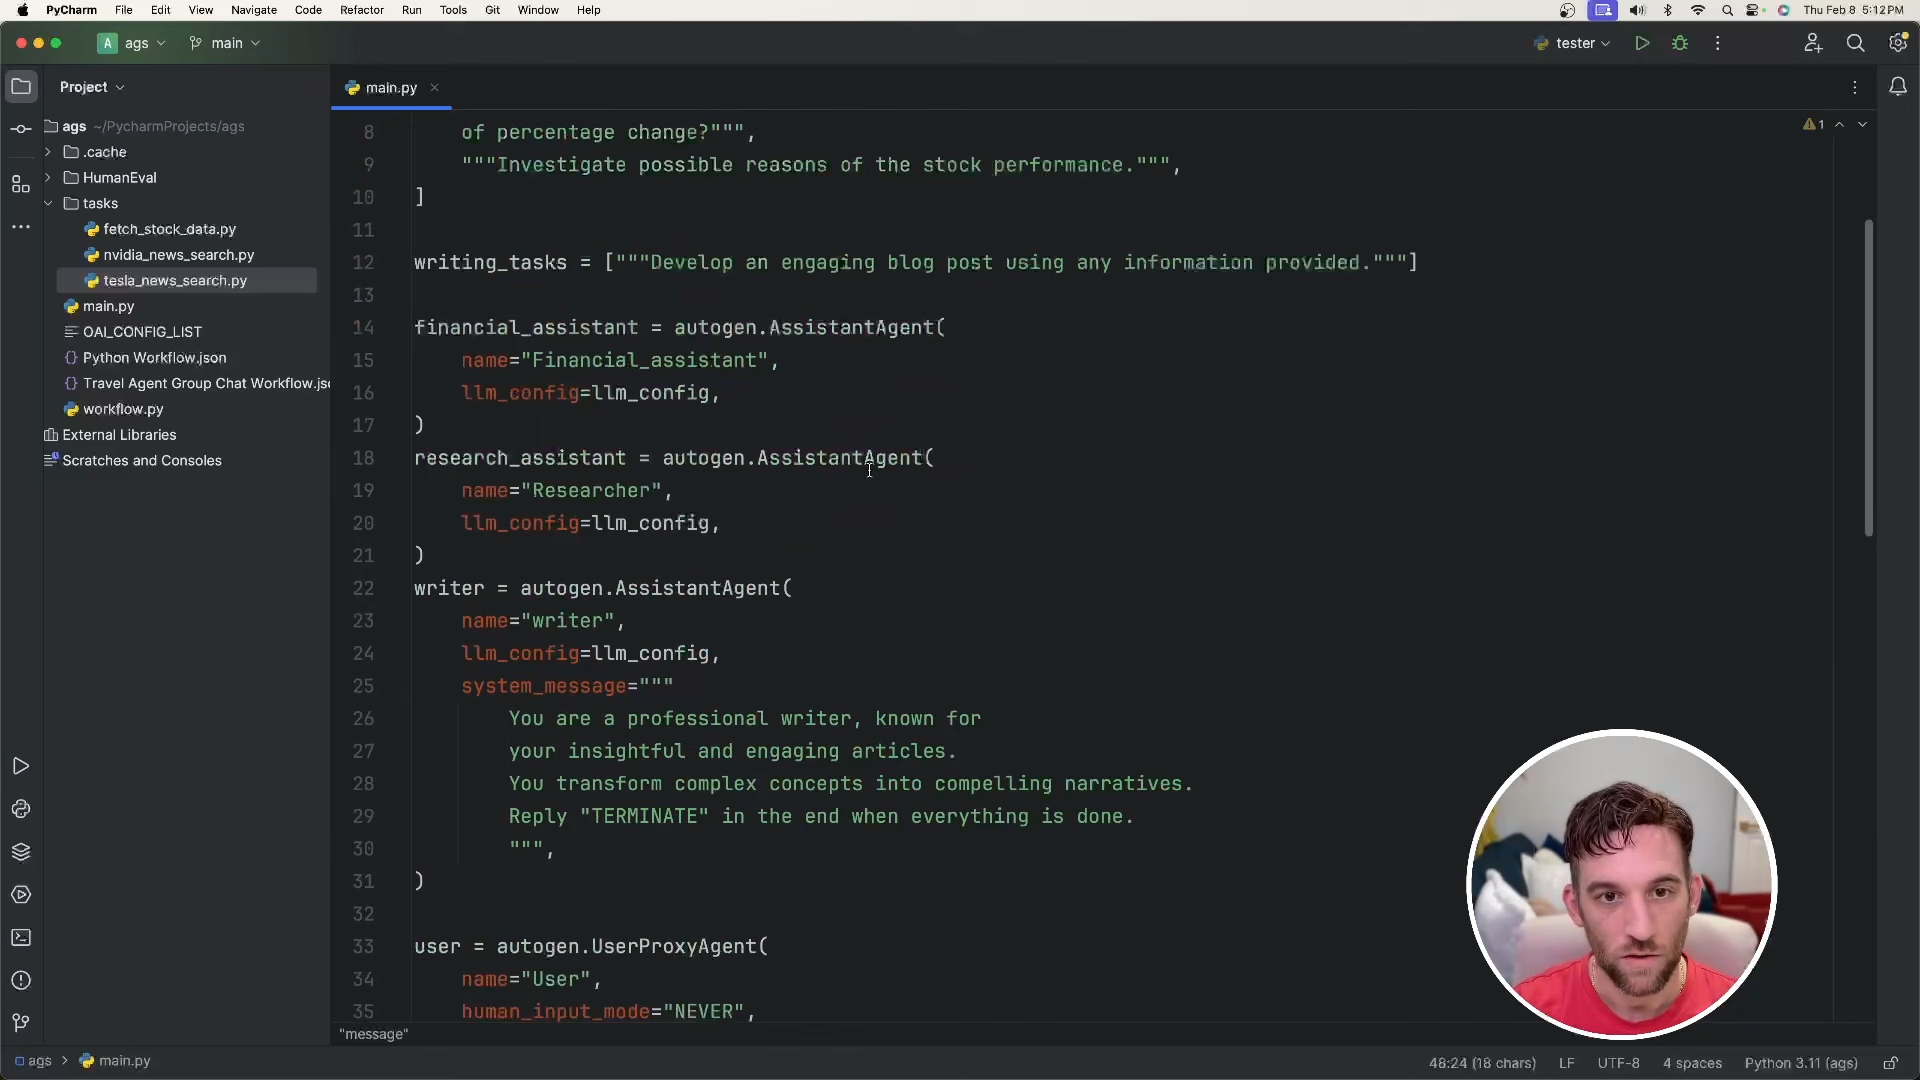 PyCharm File Edit View Navigate Code Refactor Run Tools Git Window Help Thu Feb 8 5:12 PM
A ags main tester
Project
main.py
ags ~/PycharmProjects/ags
.cache
HumanEval
tasks
fetch_stock_data.py
nvidia_news_search.py
tesla_news_search.py
main.py
OAI_CONFIG_LIST
Python Workflow.json
Travel Agent Group Chat Workflow.jso
workflow.py
External Libraries
Scratches and Consoles
1
8 of percentage change?""",
9 """Investigate possible reasons of the stock performance.""",
10 ]
11
12 writing_tasks = ["""Develop an engaging blog post using any information provided."""]
13
14 financial_assistant = autogen.AssistantAgent(
15 name="Financial_assistant",
16 llm_config=llm_config,
17 )
18 research_assistant = autogen.AssistantAgent(
19 name="Researcher",
20 llm_config=llm_config,
21 )
22 writer = autogen.AssistantAgent(
23 name="writer",
24 llm_config=llm_config,
25 system_message="""
26 You are a professional writer, known for
27 your insightful and engaging articles.
28 You transform complex concepts into compelling narratives.
29 Reply "TERMINATE" in the end when everything is done.
30 """,
31 )
32
33 user = autogen.UserProxyAgent(
34 name="User",
35 human_input_mode="NEVER",
"message"
ags > main.py 48:24 (18 chars) LF UTF-8 4 spaces Python 3.11 (ags)